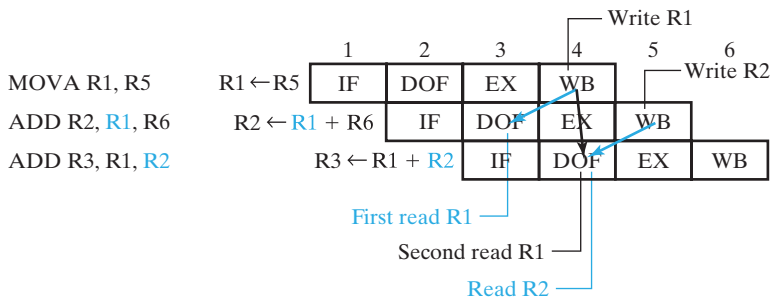 Write R1
1 2 3 4 5 6
Write R2
MOVA R1, R5 R1←R5 IF DOF EX WB
ADD R2, R1, R6 R2←R1 + R6 IF DOF EX WB
ADD R3, R1, R2 R3←R1 + R2 IF DOF EX WB
First read R1
Second read R1
Read R2